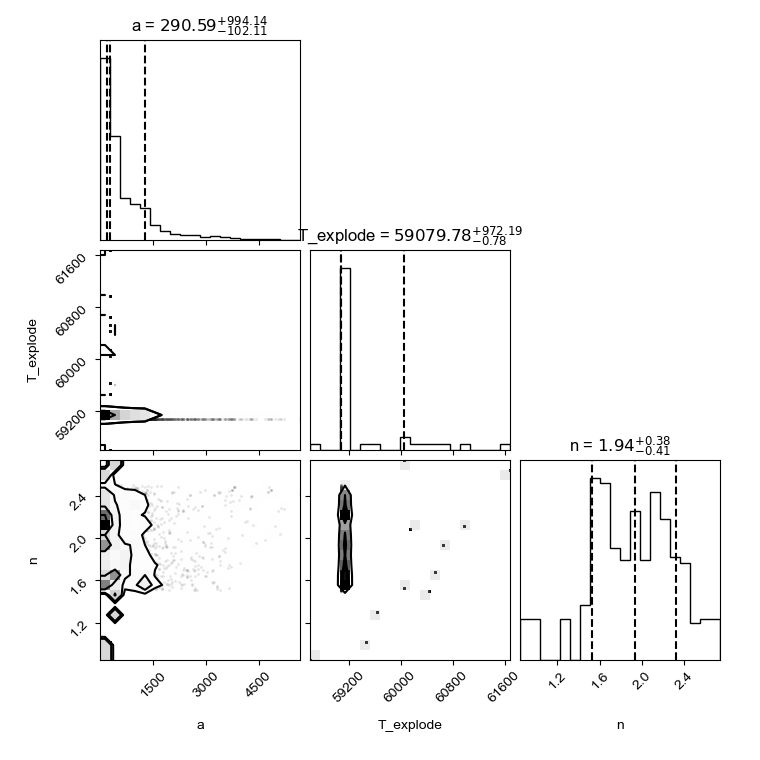 a = 290.59+994.14−102.11
T_explode = 59079.78+972.19−0.78
n = 1.94+0.38−0.41
61600
60800
60000
59200
T_explode
2.4
2.0
1.6
1.2
n
1500
3000
4500
59200
60000
60800
61600
1.2
1.6
2.0
2.4
a
T_explode
n